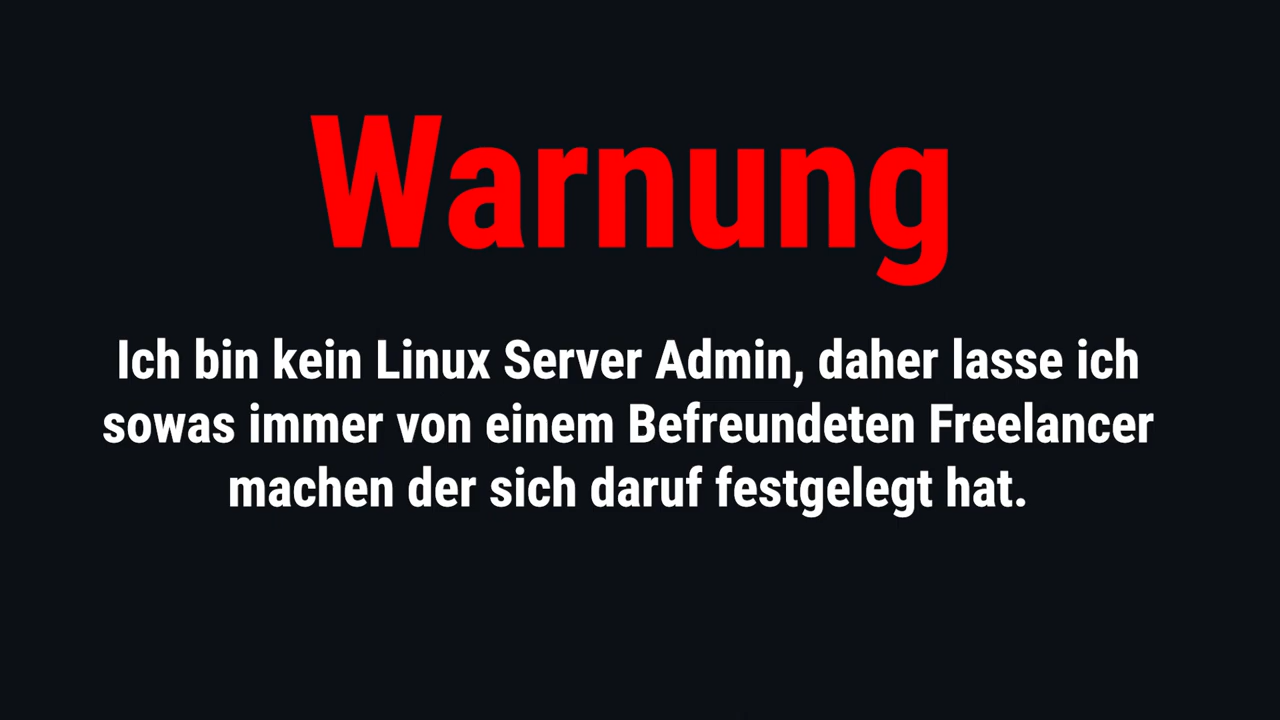 Warnung
Ich bin kein Linux Server Admin, daher lasse ich
sowas immer von einem Befreundeten Freelancer
machen der sich daruf festgelegt hat.